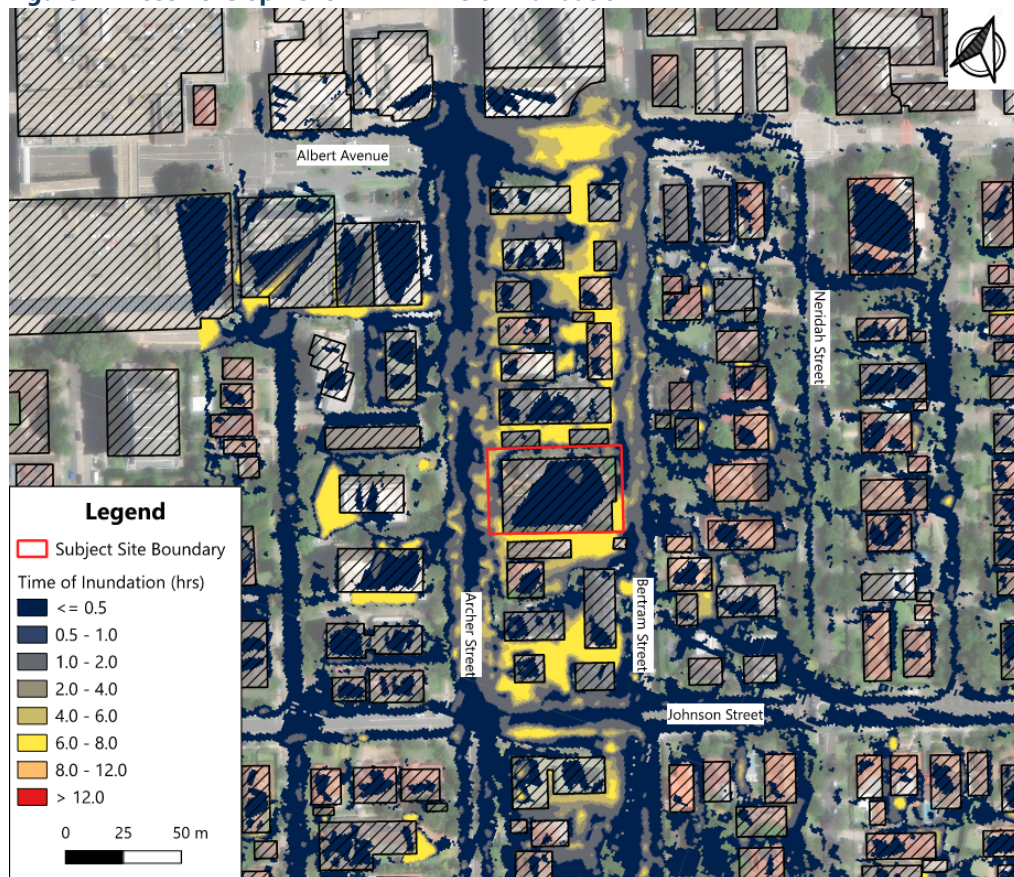 Albert Avenue
Neridah Street
Archer Street
Bertram Street
Johnson Street
Legend
Subject Site Boundary
Time of Inundation (hrs)
<= 0.5
0.5 - 1.0
1.0 - 2.0
2.0 - 4.0
4.0 - 6.0
6.0 - 8.0
8.0 - 12.0
> 12.0
0 25 50 m